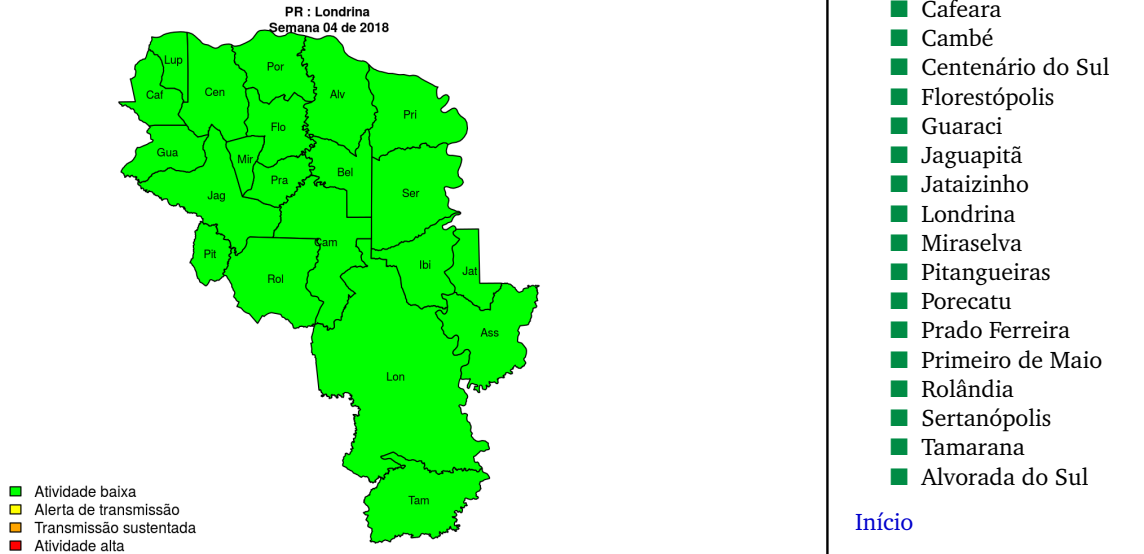 PR : Londrina
Semana 04 de 2018
Lup
Por
Caf
Cen
Alv
Pri
Flo
Gua
Mir
Bel
Pra
Jag
Ser
Cam
Pit
Ibi
Jat
Rol
Ass
Lon
Tam
Atividade baixa
Alerta de transmissão
Transmissão sustentada
Atividade alta
Cafeara
Cambé
Centenário do Sul
Florestópolis
Guaraci
Jaguapitã
Jataizinho
Londrina
Miraselva
Pitangueiras
Porecatu
Prado Ferreira
Primeiro de Maio
Rolândia
Sertanópolis
Tamarana
Alvorada do Sul
Início